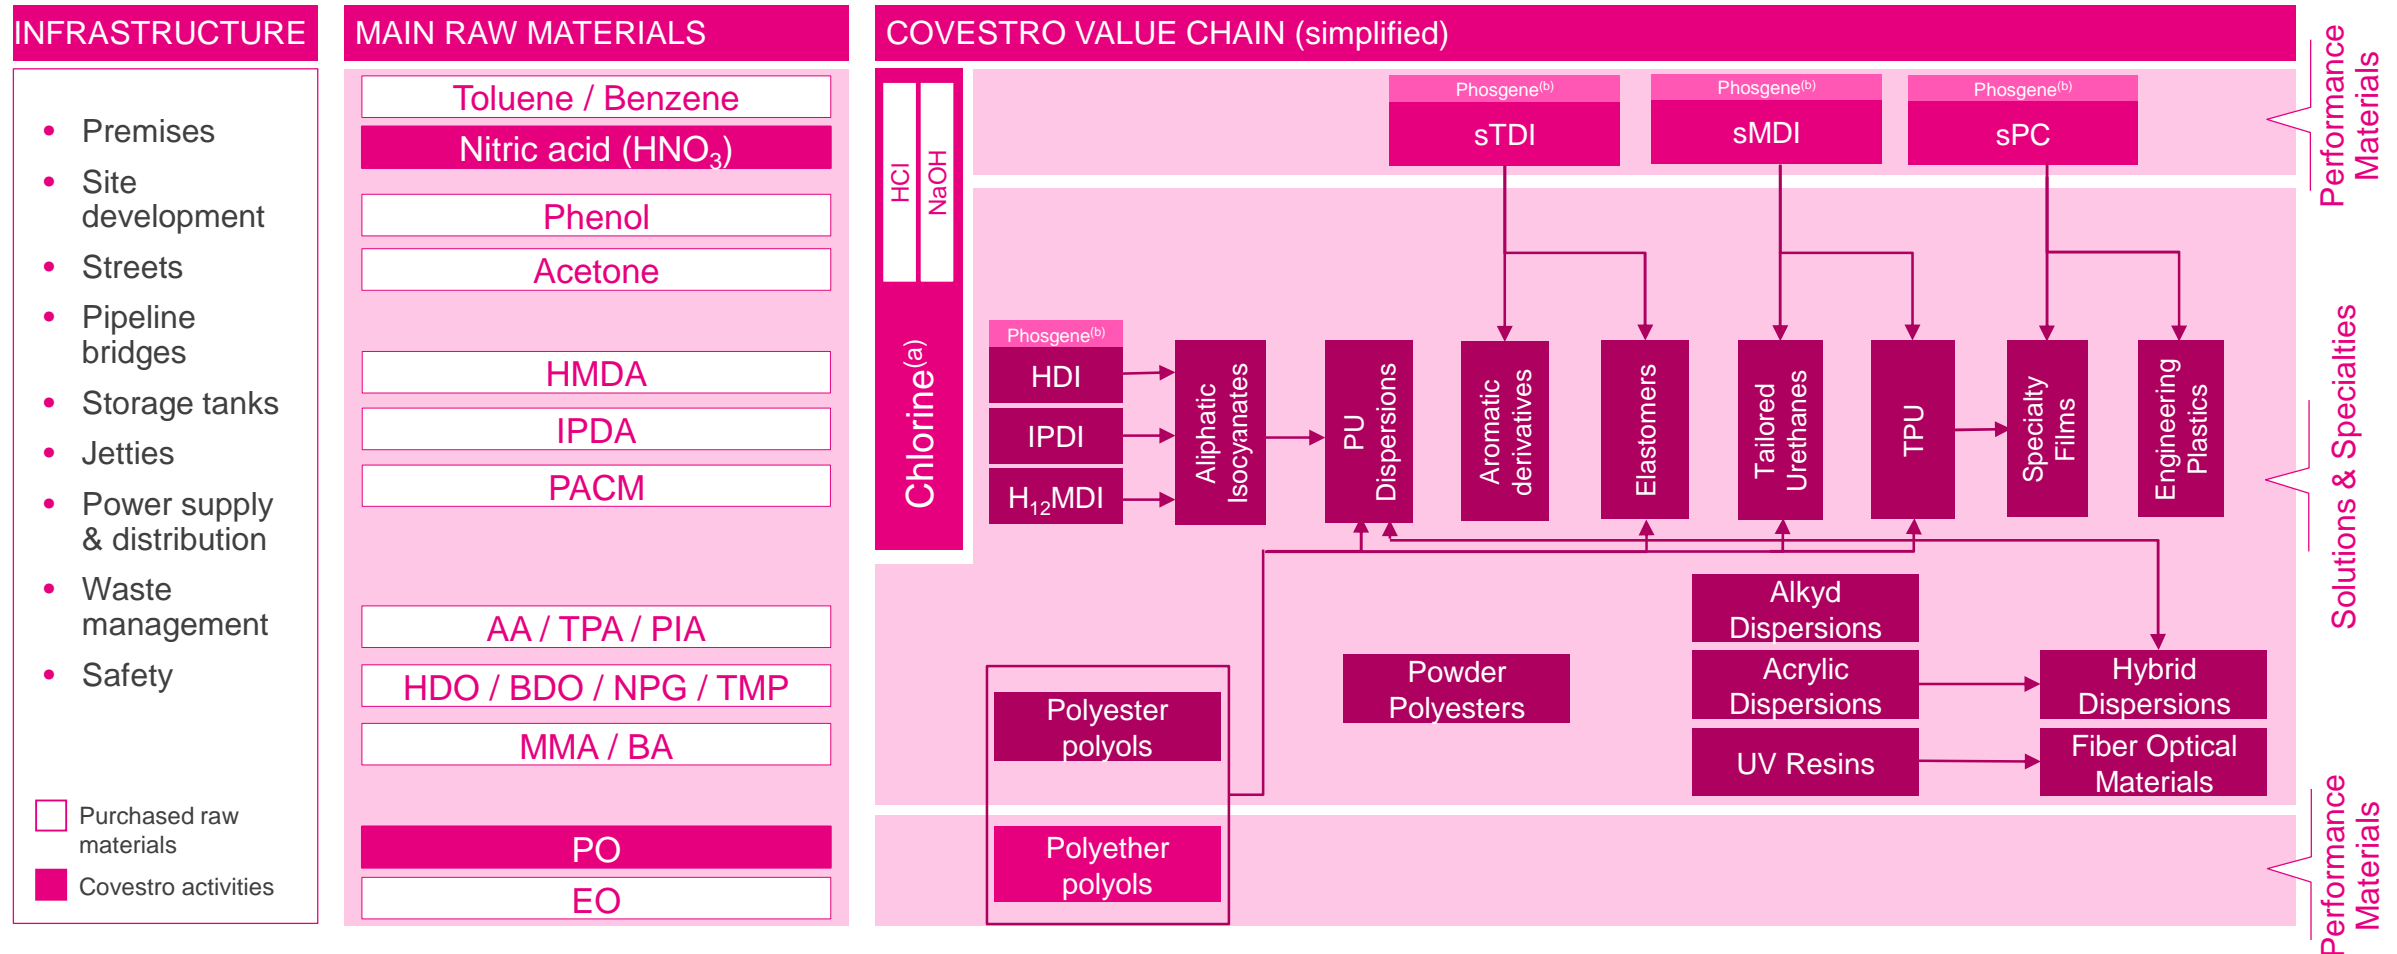 INFRASTRUCTURE
Premises
Site
development
Streets
Pipeline
bridges
Storage tanks
Jetties
Power supply
& distribution
Waste
management
Safety
Purchased raw
materials
Covestro activities
MAIN RAW MATERIALS
Toluene / Benzene
Nitric acid (HNO₃)
Phenol
Acetone
HMDA
IPDA
PACM
AA / TPA / PIA
HDO / BDO / NPG / TMP
MMA / BA
PO
EO
COVESTRO VALUE CHAIN (simplified)
HCl
NaOH
Chlorine(a)
Phosgene(b)
sTDI
Phosgene(b)
sMDI
Phosgene(b)
sPC
Phosgene(b)
HDI
IPDI
H₁₂MDI
Aliphatic
Isocyanates
PU
Dispersions
Aromatic
derivatives
Elastomers
Tailored
Urethanes
TPU
Specialty
Films
Engineering
Plastics
Alkyd
Dispersions
Powder
Polyesters
Acrylic
Dispersions
Hybrid
Dispersions
Polyester
polyols
UV Resins
Fiber Optical
Materials
Polyether
polyols
Performance
Materials
Solutions & Specialties
Performance
Materials